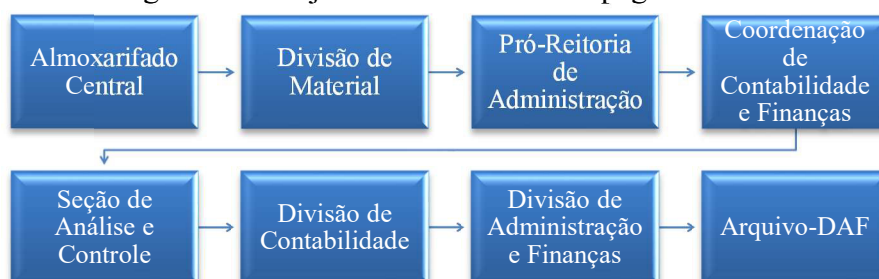 Almoxarifado
Central
Divisão de
Material
Pró-Reitoria
de
Administração
Coordenação
de
Contabilidade
e Finanças
Seção de
Análise e
Controle
Divisão de
Contabilidade
Divisão de
Administração
e Finanças
Arquivo-DAF